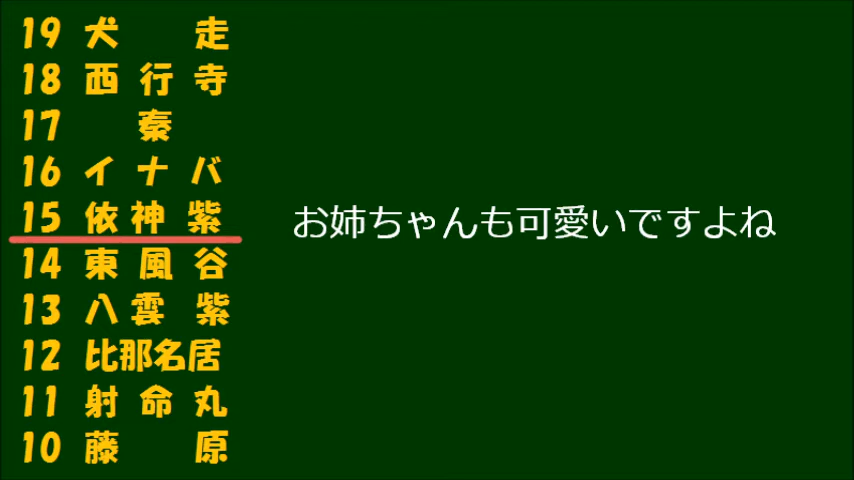 19 犬 走
18 西行寺
17 秦
16 イナバ
15 依神紫
お姉ちゃんも可愛いですよね
14 東風谷
13 八雲紫
12 比那名居
11 射命丸
10 藤 原